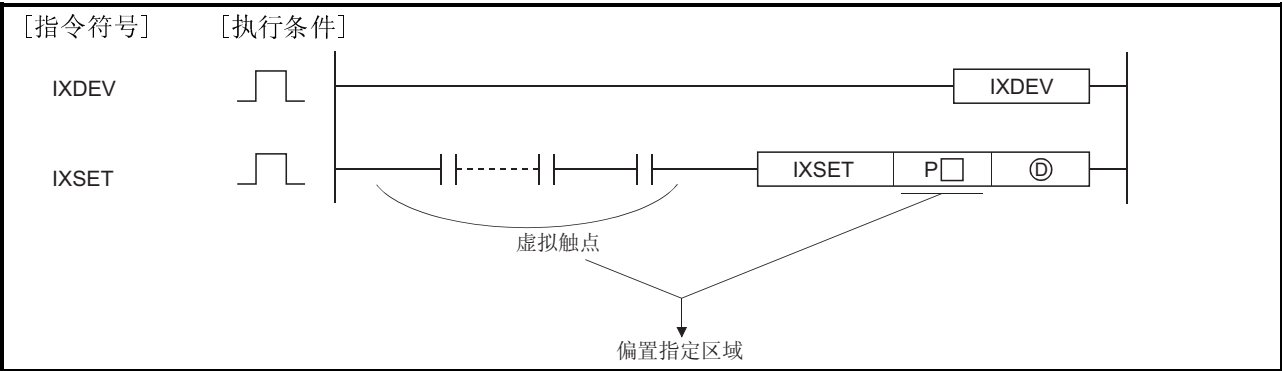 [指令符号] [执行条件]
IXDEV IXDEV
IXSET IXSET P□ Ⓓ
虚拟触点
偏置指定区域